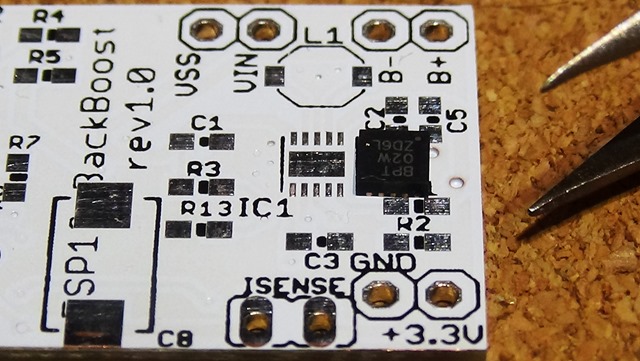 R4
R5
R7
BackBoost
rev1.0
VSS
VIN
L1
B-
B+
C1
C2
C5
BPT
02W
ZD6L
R3
R13
IC1
R2
C3
GND
SP1
ISENSE
C8
+3.3V